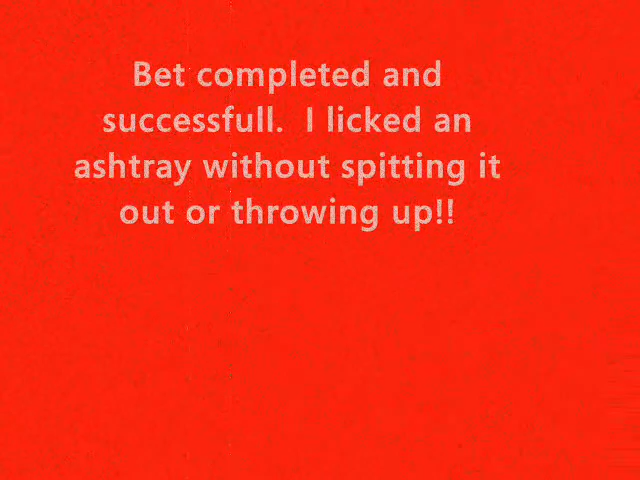 Bet completed and
successfull.  I licked an
ashtray without spitting it
out or throwing up!!